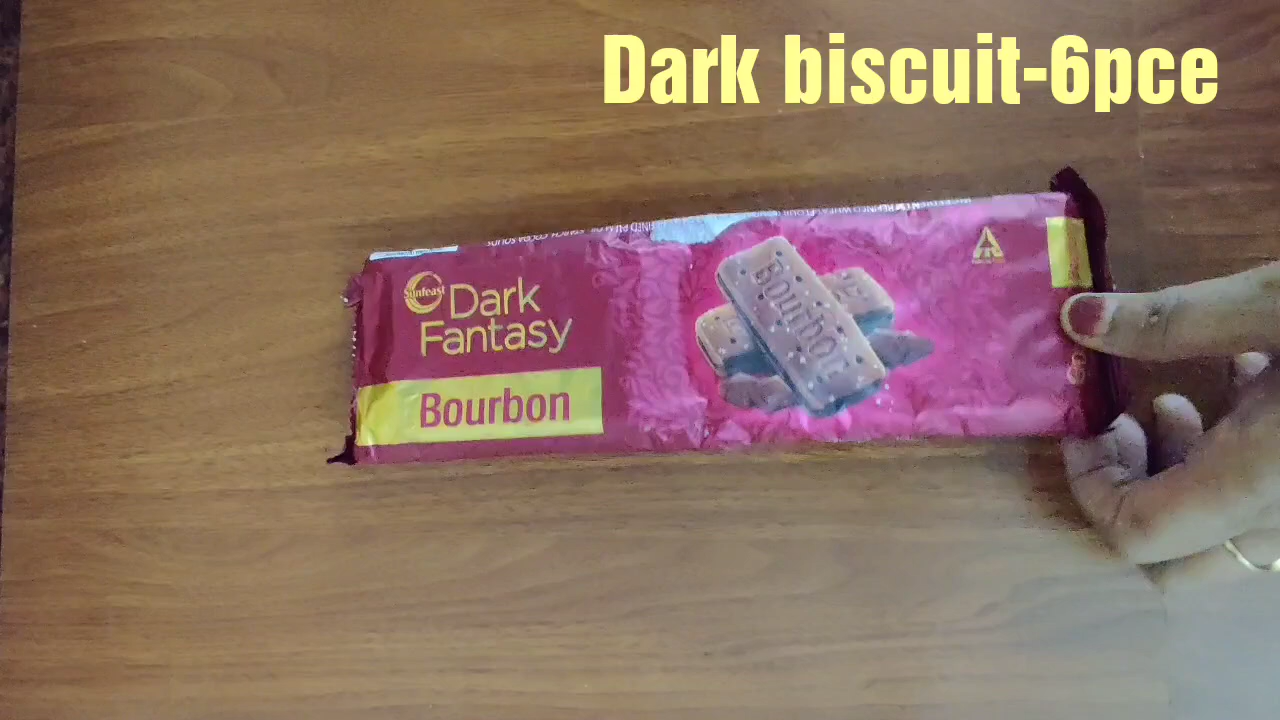 Dark biscuit-6pce
Sunfeast
Dark
Fantasy
Bourbon
Bourbon